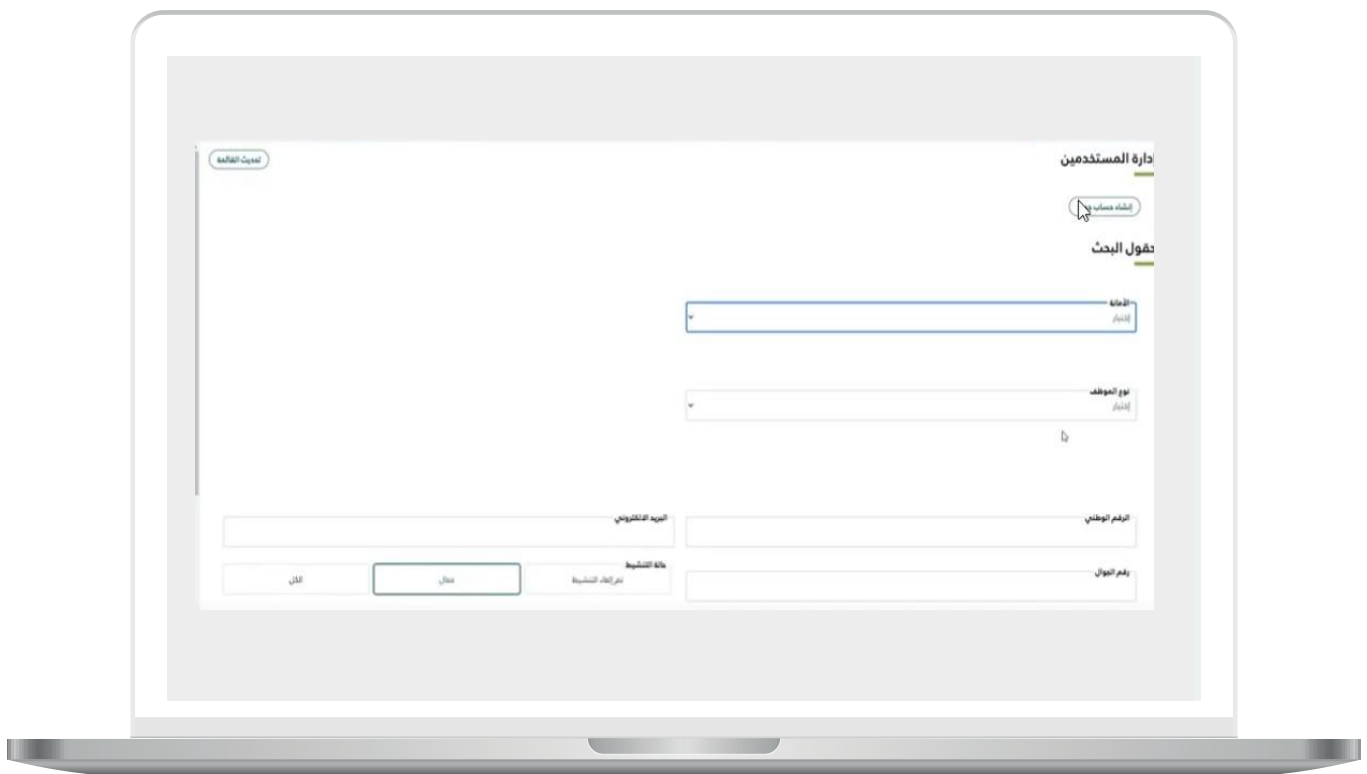 إدارة المستخدمين
تحديث القائمة
إنشاء حساب
حقول البحث
الأمانة
إختيار
نوع الموظف
إختيار
الرقم الوطني
البريد الالكتروني
رقم الجوال
حالة التنشيط
تم إلغاء التنشيط
فعال
الكل